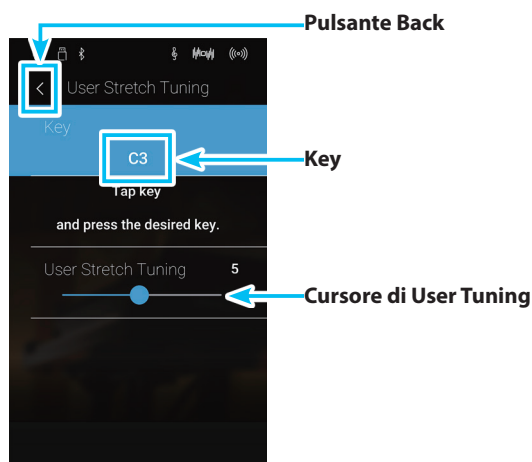 Pulsante Back
User Stretch Tuning
Key
C3
Key
Tap key
and press the desired key.
User Stretch Tuning 5
Cursore di User Tuning